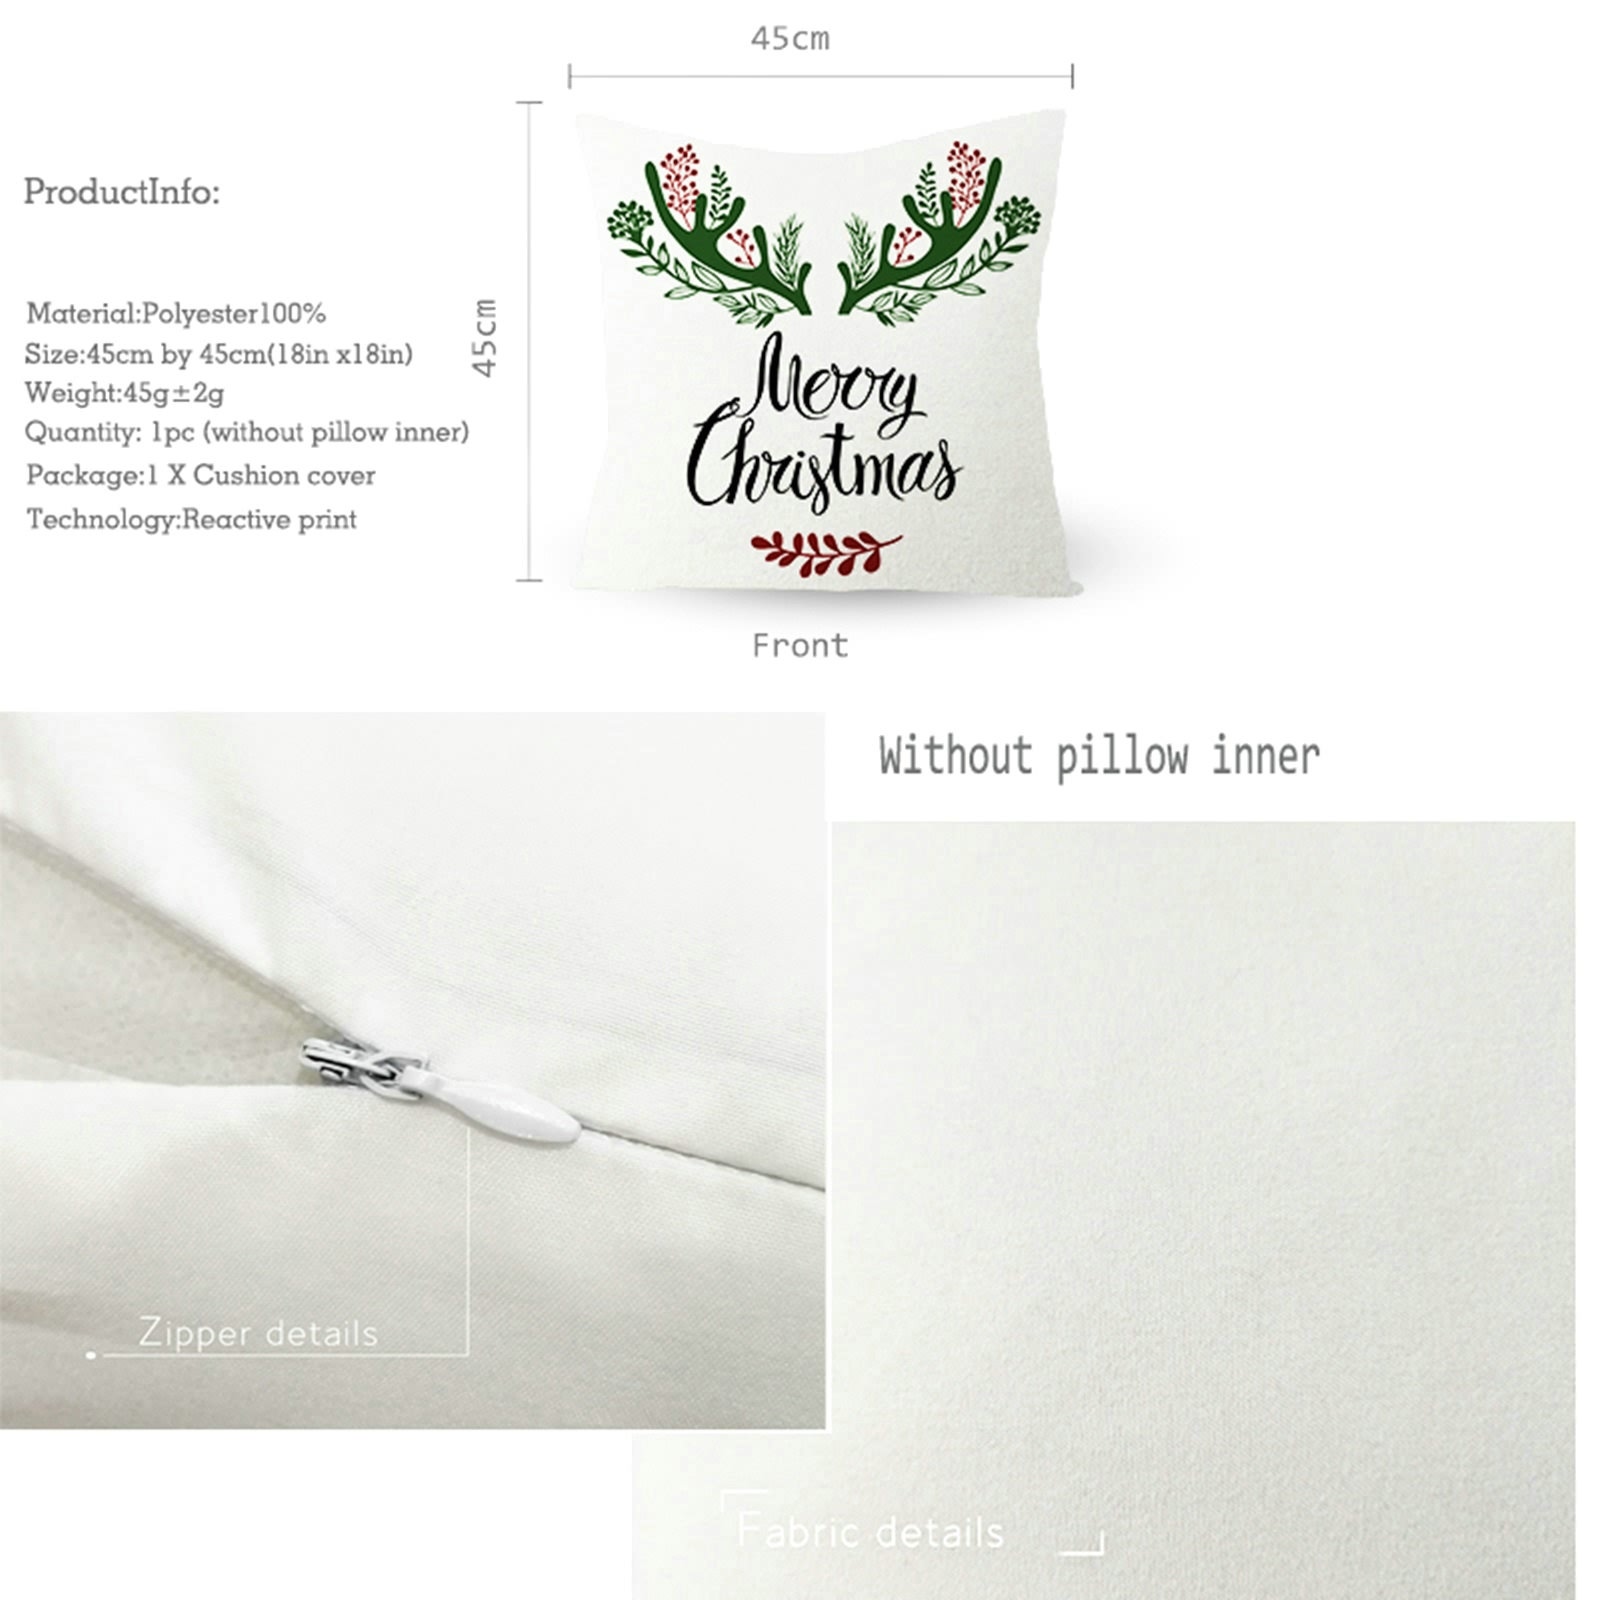 45cm
45cm
ProductInfo:
Material:Polyester100%
Size:45cm by 45cm(18in x18in)
Weight:45g±2g
Quantity: 1pc (without pillow inner)
Package:1 X Cushion cover
Technology:Reactive print
Merry
Christmas
Front
Without pillow inner
Zipper details
Fabric details